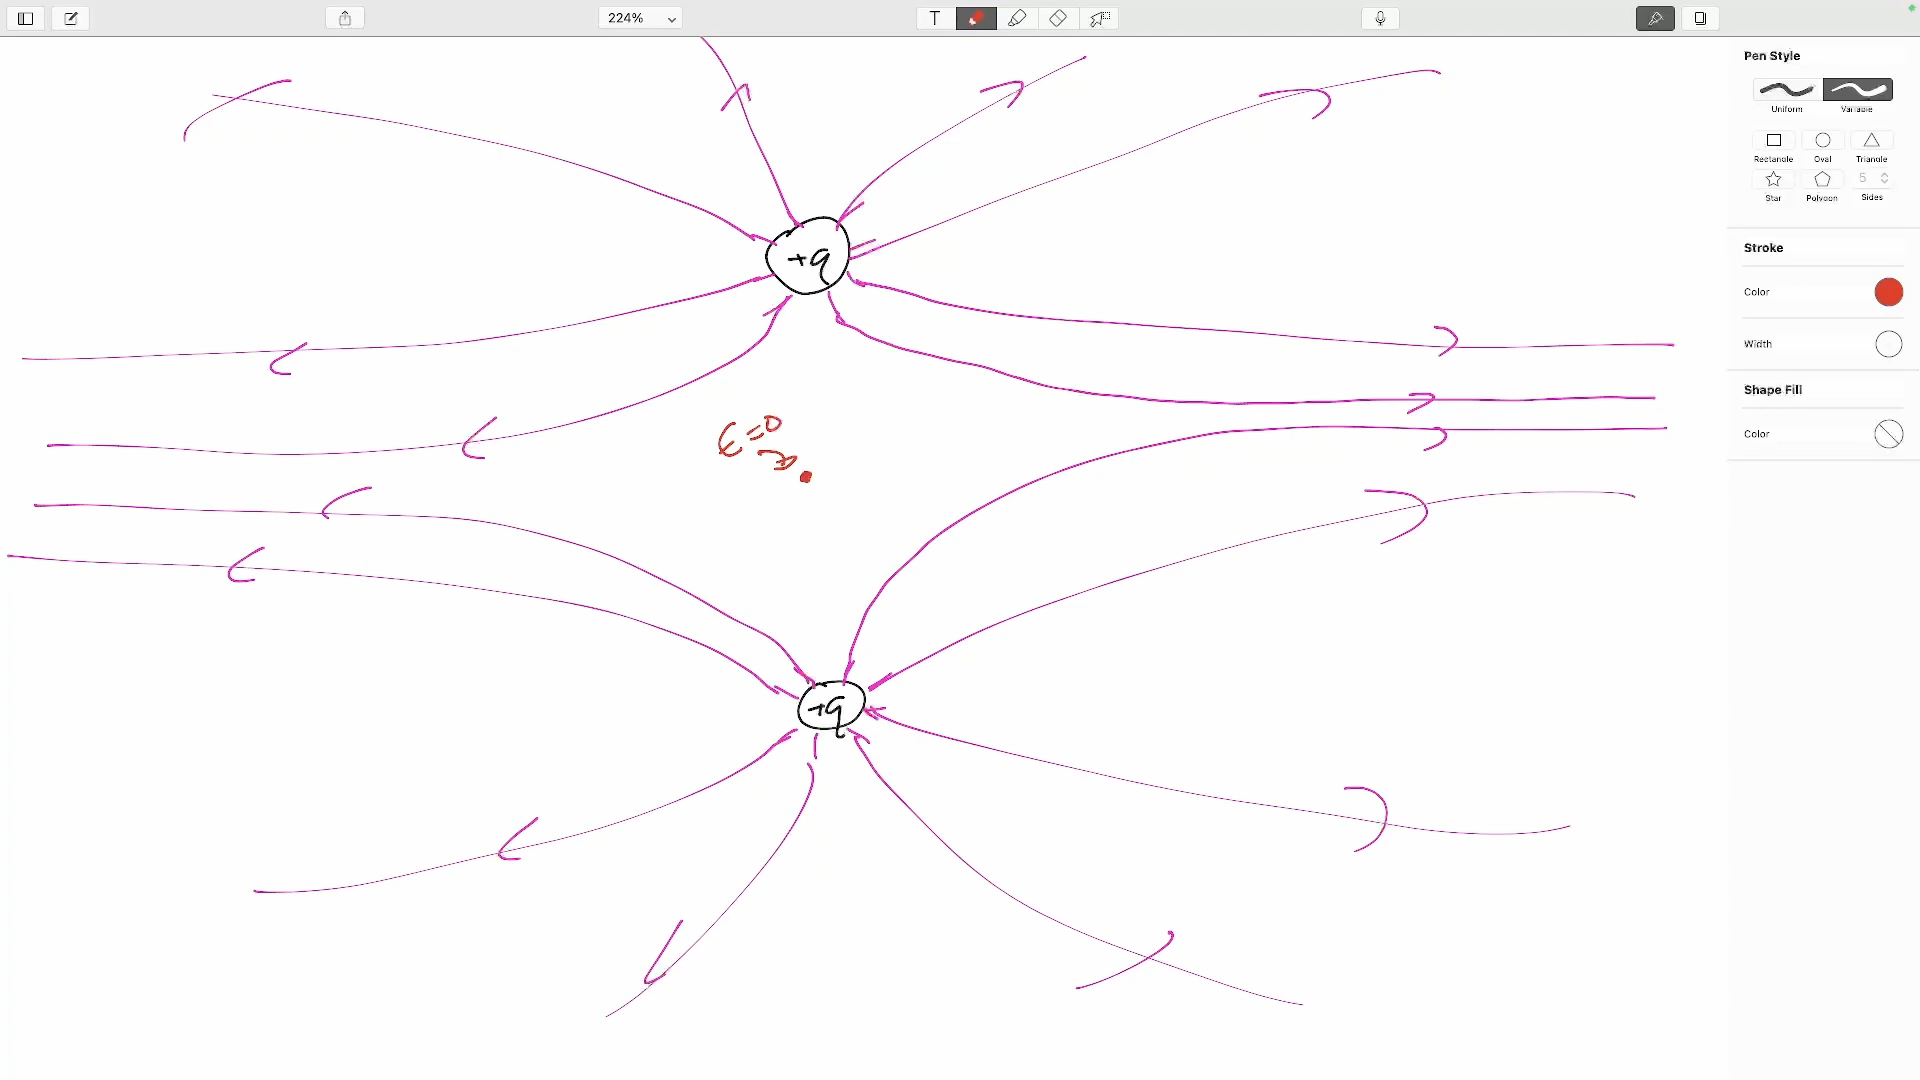 224%
T
Pen Style
Uniform
Variable
Rectangle
Oval
Triangle
5
Star
Polygon
Sides
Stroke
Color
Width
Shape Fill
Color
+q
E=0
+q